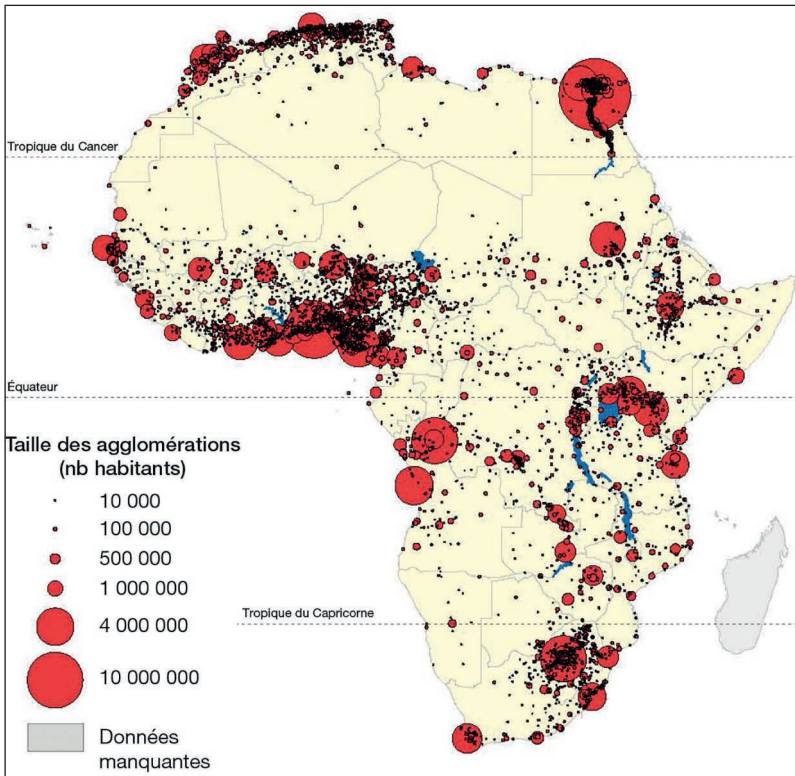 Tropique du Cancer
Équateur
Taille des agglomérations
(nb habitants)
10 000
100 000
500 000
1 000 000
Tropique du Capricorne
4 000 000
10 000 000
Données
manquantes